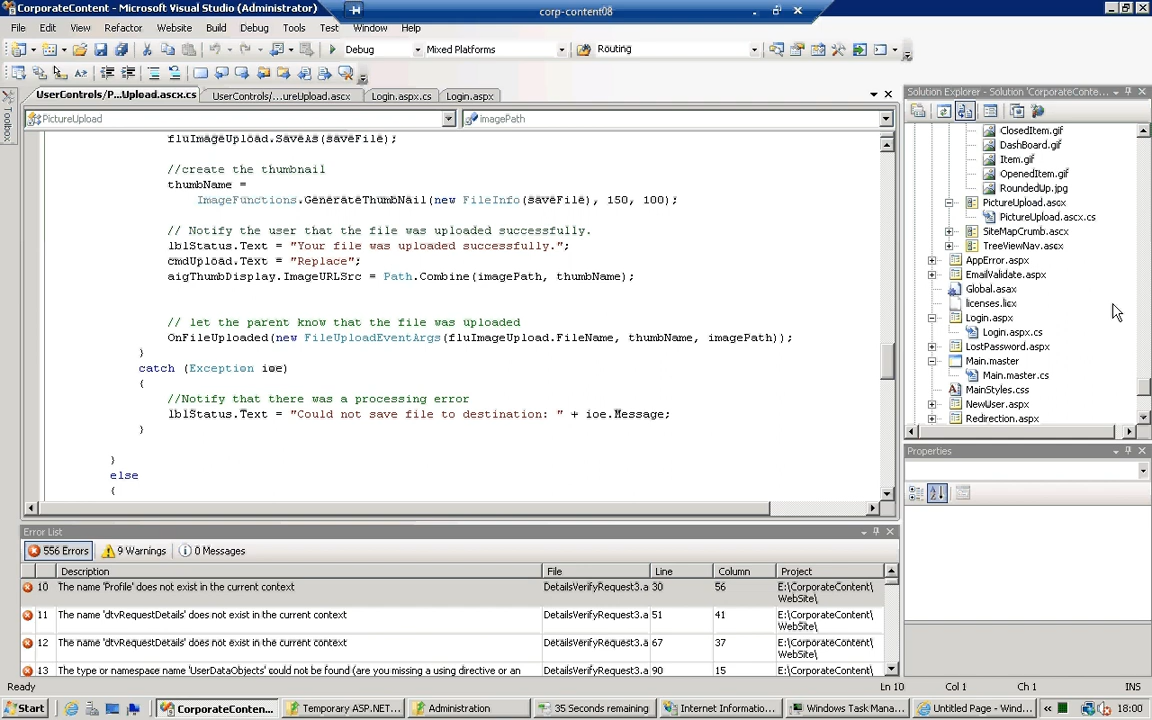 CorporateContent - Microsoft Visual Studio (Administrator)
corp-content08
File Edit View Refactor Website Build Debug Tools Test Window Help
Debug Mixed Platforms Routing
UserControls/P...Upload.ascx.cs UserControls/...ureUpload.ascx Login.aspx.cs Login.aspx
Toolbox
PictureUpload imagePath
fluImageUpload.SaveAs(saveFile);
//create the thumbnail
thumbName =
ImageFunctions.GenerateThumbNail(new FileInfo(saveFile), 150, 100);
// Notify the user that the file was uploaded successfully.
lblStatus.Text = "Your file was uploaded successfully.";
cmdUpload.Text = "Replace";
aigThumbDisplay.ImageURLSrc = Path.Combine(imagePath, thumbName);
// let the parent know that the file was uploaded
OnFileUploaded(new FileUploadEventArgs(fluImageUpload.FileName, thumbName, imagePath));
}
catch (Exception ioe)
{
//Notify that there was a processing error
lblStatus.Text = "Could not save file to destination: " + ioe.Message;
}
}
else
{
Solution Explorer - Solution 'CorporateConte...
ClosedItem.gif
DashBoard.gif
Item.gif
OpenedItem.gif
RoundedUp.jpg
PictureUpload.ascx
PictureUpload.ascx.cs
SiteMapCrumb.ascx
TreeViewNav.ascx
AppError.aspx
EmailValidate.aspx
Global.asax
licenses.licx
Login.aspx
Login.aspx.cs
LostPassword.aspx
Main.master
Main.master.cs
MainStyles.css
NewUser.aspx
Redirection.aspx
Properties
Error List
556 Errors 9 Warnings 0 Messages
Description File Line Column Project
10 The name 'Profile' does not exist in the current context DetailsVerifyRequest3.a 30 56 E:\CorporateContent\
WebSite\
11 The name 'dtvRequestDetails' does not exist in the current context DetailsVerifyRequest3.a 51 41 E:\CorporateContent\
WebSite\
12 The name 'dtvRequestDetails' does not exist in the current context DetailsVerifyRequest3.a 67 37 E:\CorporateContent\
WebSite\
13 The type or namespace name 'UserDataObjects' could not be found (are you missing a using directive or an DetailsVerifyRequest3.a 90 15 E:\CorporateContent\
Ready Ln 10 Col 1 Ch 1 INS
Start CorporateConten... Temporary ASP.NET... Administration 35 Seconds remaining Internet Informatio... Windows Task Mana... Untitled Page - Wind... « 18:00